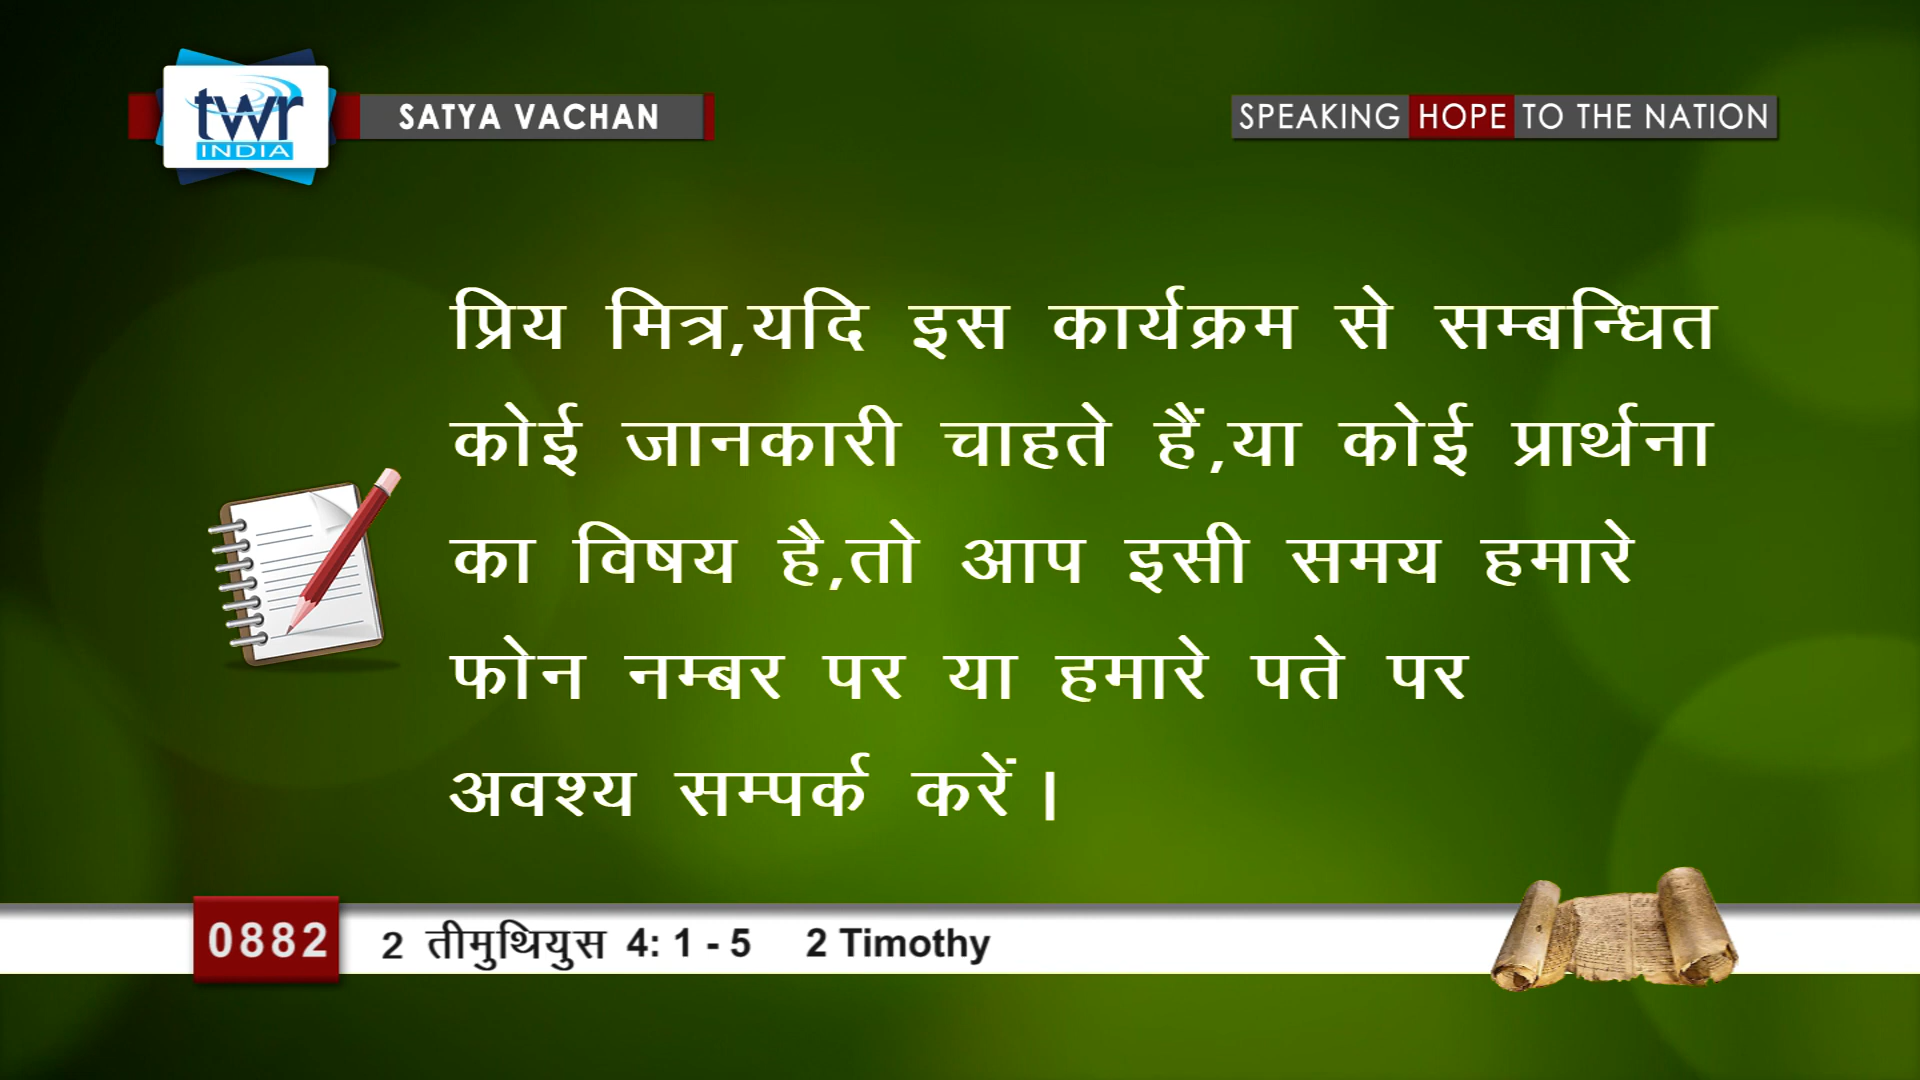 twr
INDIA
SATYA VACHAN
SPEAKING HOPE TO THE NATION
प्रिय मित्र,यदि इस कार्यक्रम से सम्बन्धित
कोई जानकारी चाहते हैं,या कोई प्रार्थना
का विषय है,तो आप इसी समय हमारे
फोन नम्बर पर या हमारे पते पर
अवश्य सम्पर्क करें।
0882
2 तीमुथियुस 4: 1 - 5 2 Timothy